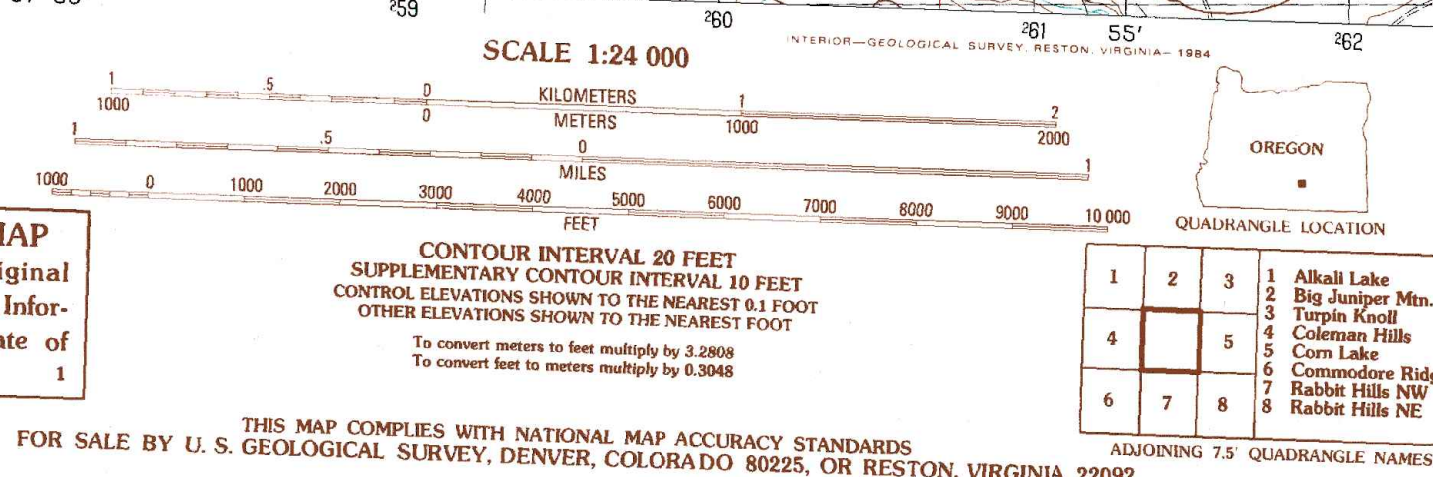 ²59
²60
²61
55′
²62
INTERIOR—GEOLOGICAL SURVEY, RESTON, VIRGINIA—1984
SCALE 1:24 000
1 .5 0 KILOMETERS 1 2
1000 0 METERS 1000 2000
1 .5 0 1
MILES
1000 0 1000 2000 3000 4000 5000 6000 7000 8000 9000 10 000
FEET
OREGON
QUADRANGLE LOCATION
CONTOUR INTERVAL 20 FEET
SUPPLEMENTARY CONTOUR INTERVAL 10 FEET
CONTROL ELEVATIONS SHOWN TO THE NEAREST 0.1 FOOT
OTHER ELEVATIONS SHOWN TO THE NEAREST FOOT
To convert meters to feet multiply by 3.2808
To convert feet to meters multiply by 0.3048
IAP
iginal
Infor-
ate of
1
1 2 3
4 5
6 7 8
1 Alkali Lake
2 Big Juniper Mtn.
3 Turpin Knoll
4 Coleman Hills
5 Corn Lake
6 Commodore Ridg
7 Rabbit Hills NW
8 Rabbit Hills NE
ADJOINING 7.5′ QUADRANGLE NAMES
THIS MAP COMPLIES WITH NATIONAL MAP ACCURACY STANDARDS
FOR SALE BY U. S. GEOLOGICAL SURVEY, DENVER, COLORADO 80225, OR RESTON, VIRGINIA 22092